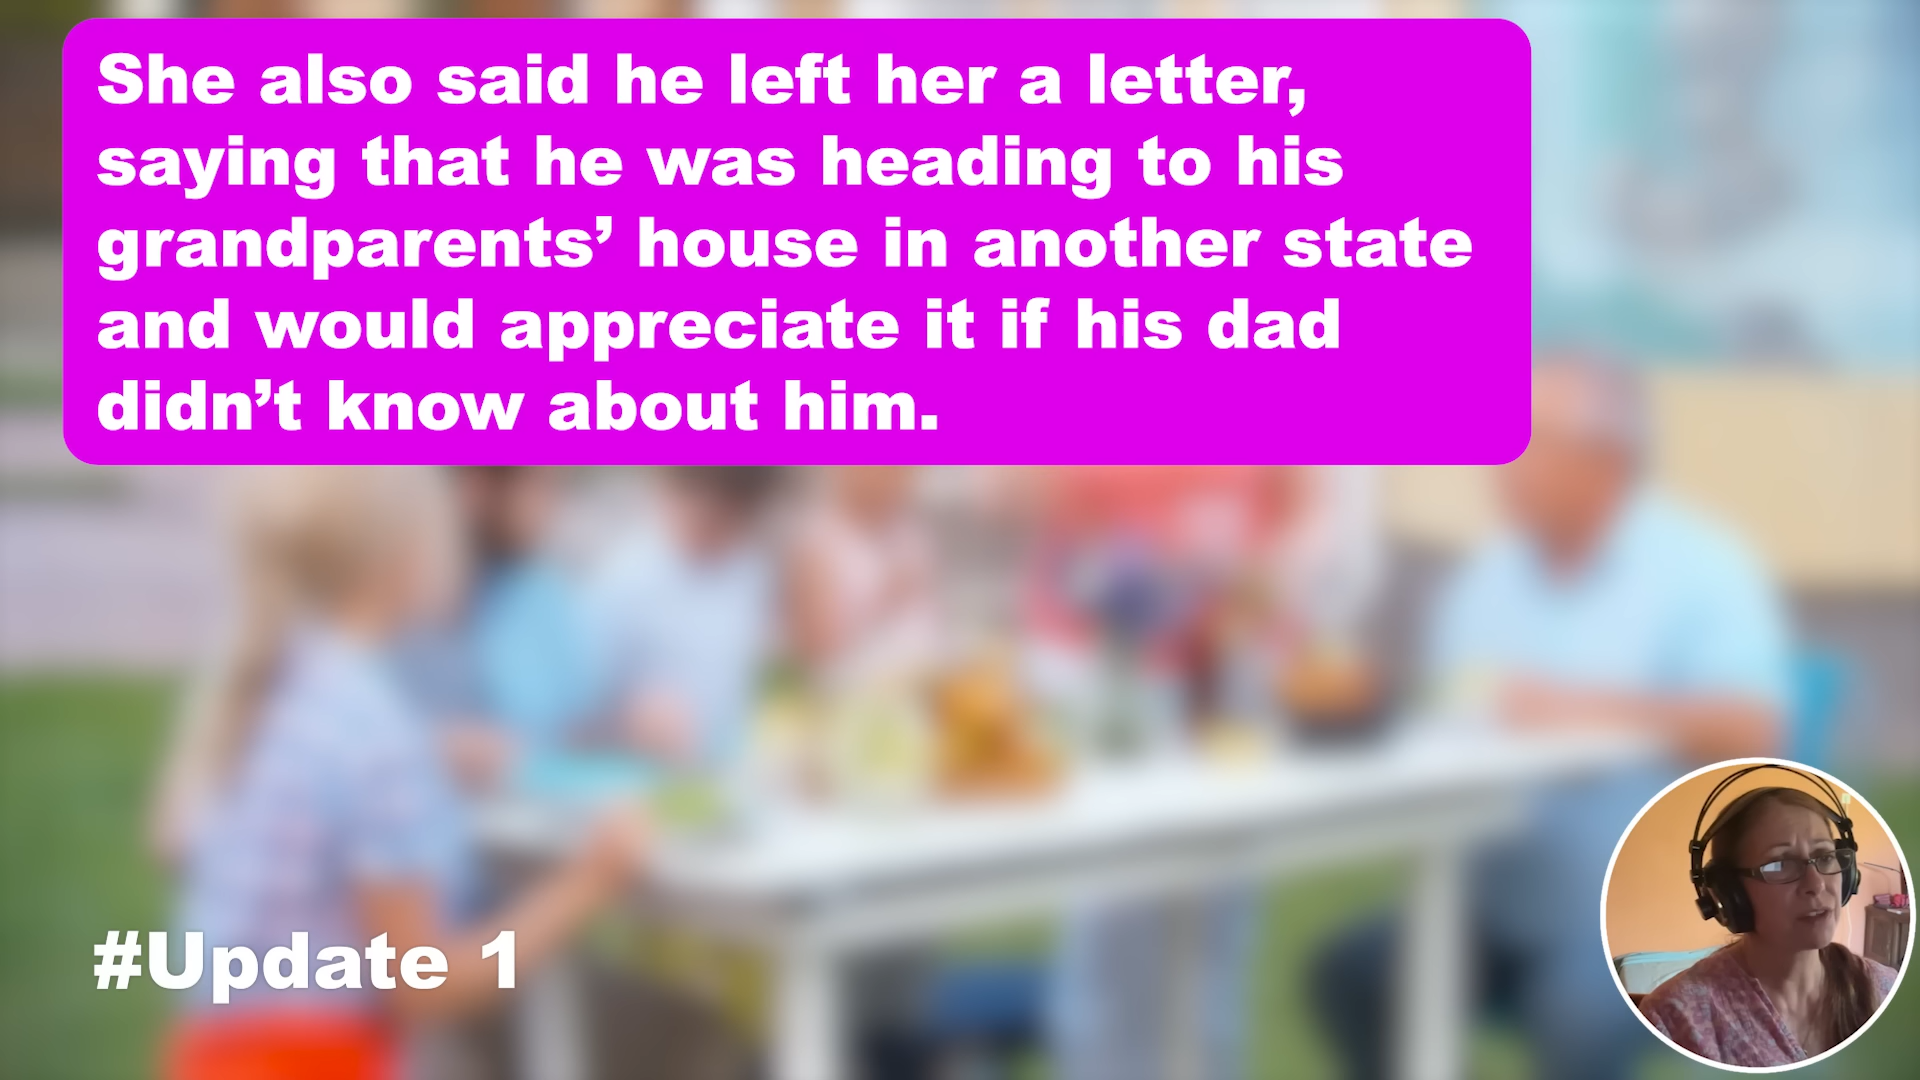 She also said he left her a letter,
saying that he was heading to his
grandparents’ house in another state
and would appreciate it if his dad
didn’t know about him.
#Update 1